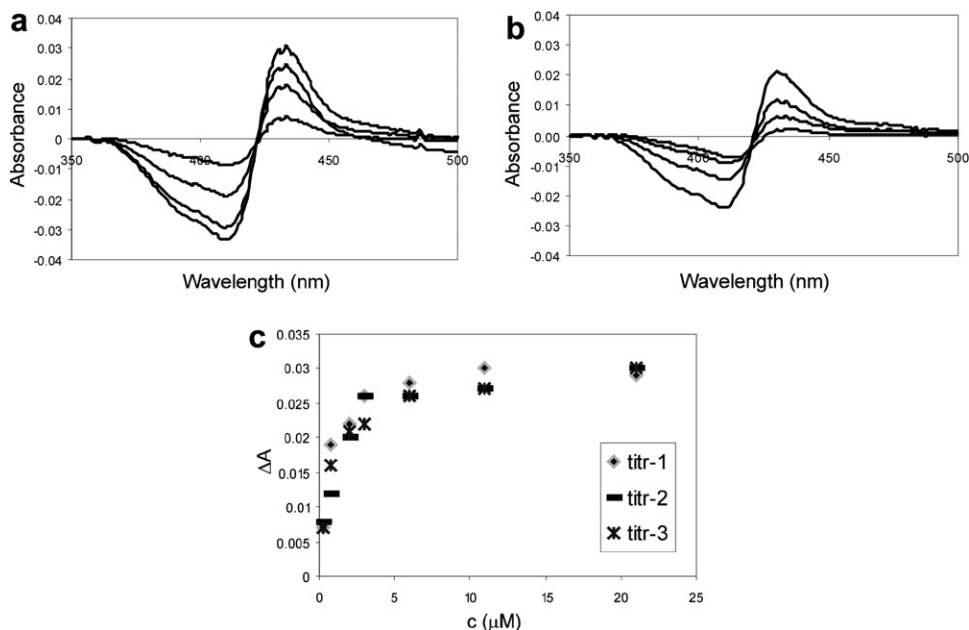 a
b
0.04
0.03
0.02
0.01
0
-0.01
-0.02
-0.03
-0.04
350
400
450
500
Absorbance
Wavelength (nm)
0.04
0.03
0.02
0.01
0.00
-0.01
-0.02
-0.03
-0.04
350
400
450
500
Absorbance
Wavelength (nm)
c
0.035
0.03
0.025
0.02
0.015
0.01
0.005
0
ΔA
0 5 10 15 20 25
c (μM)
titr-1
titr-2
titr-3